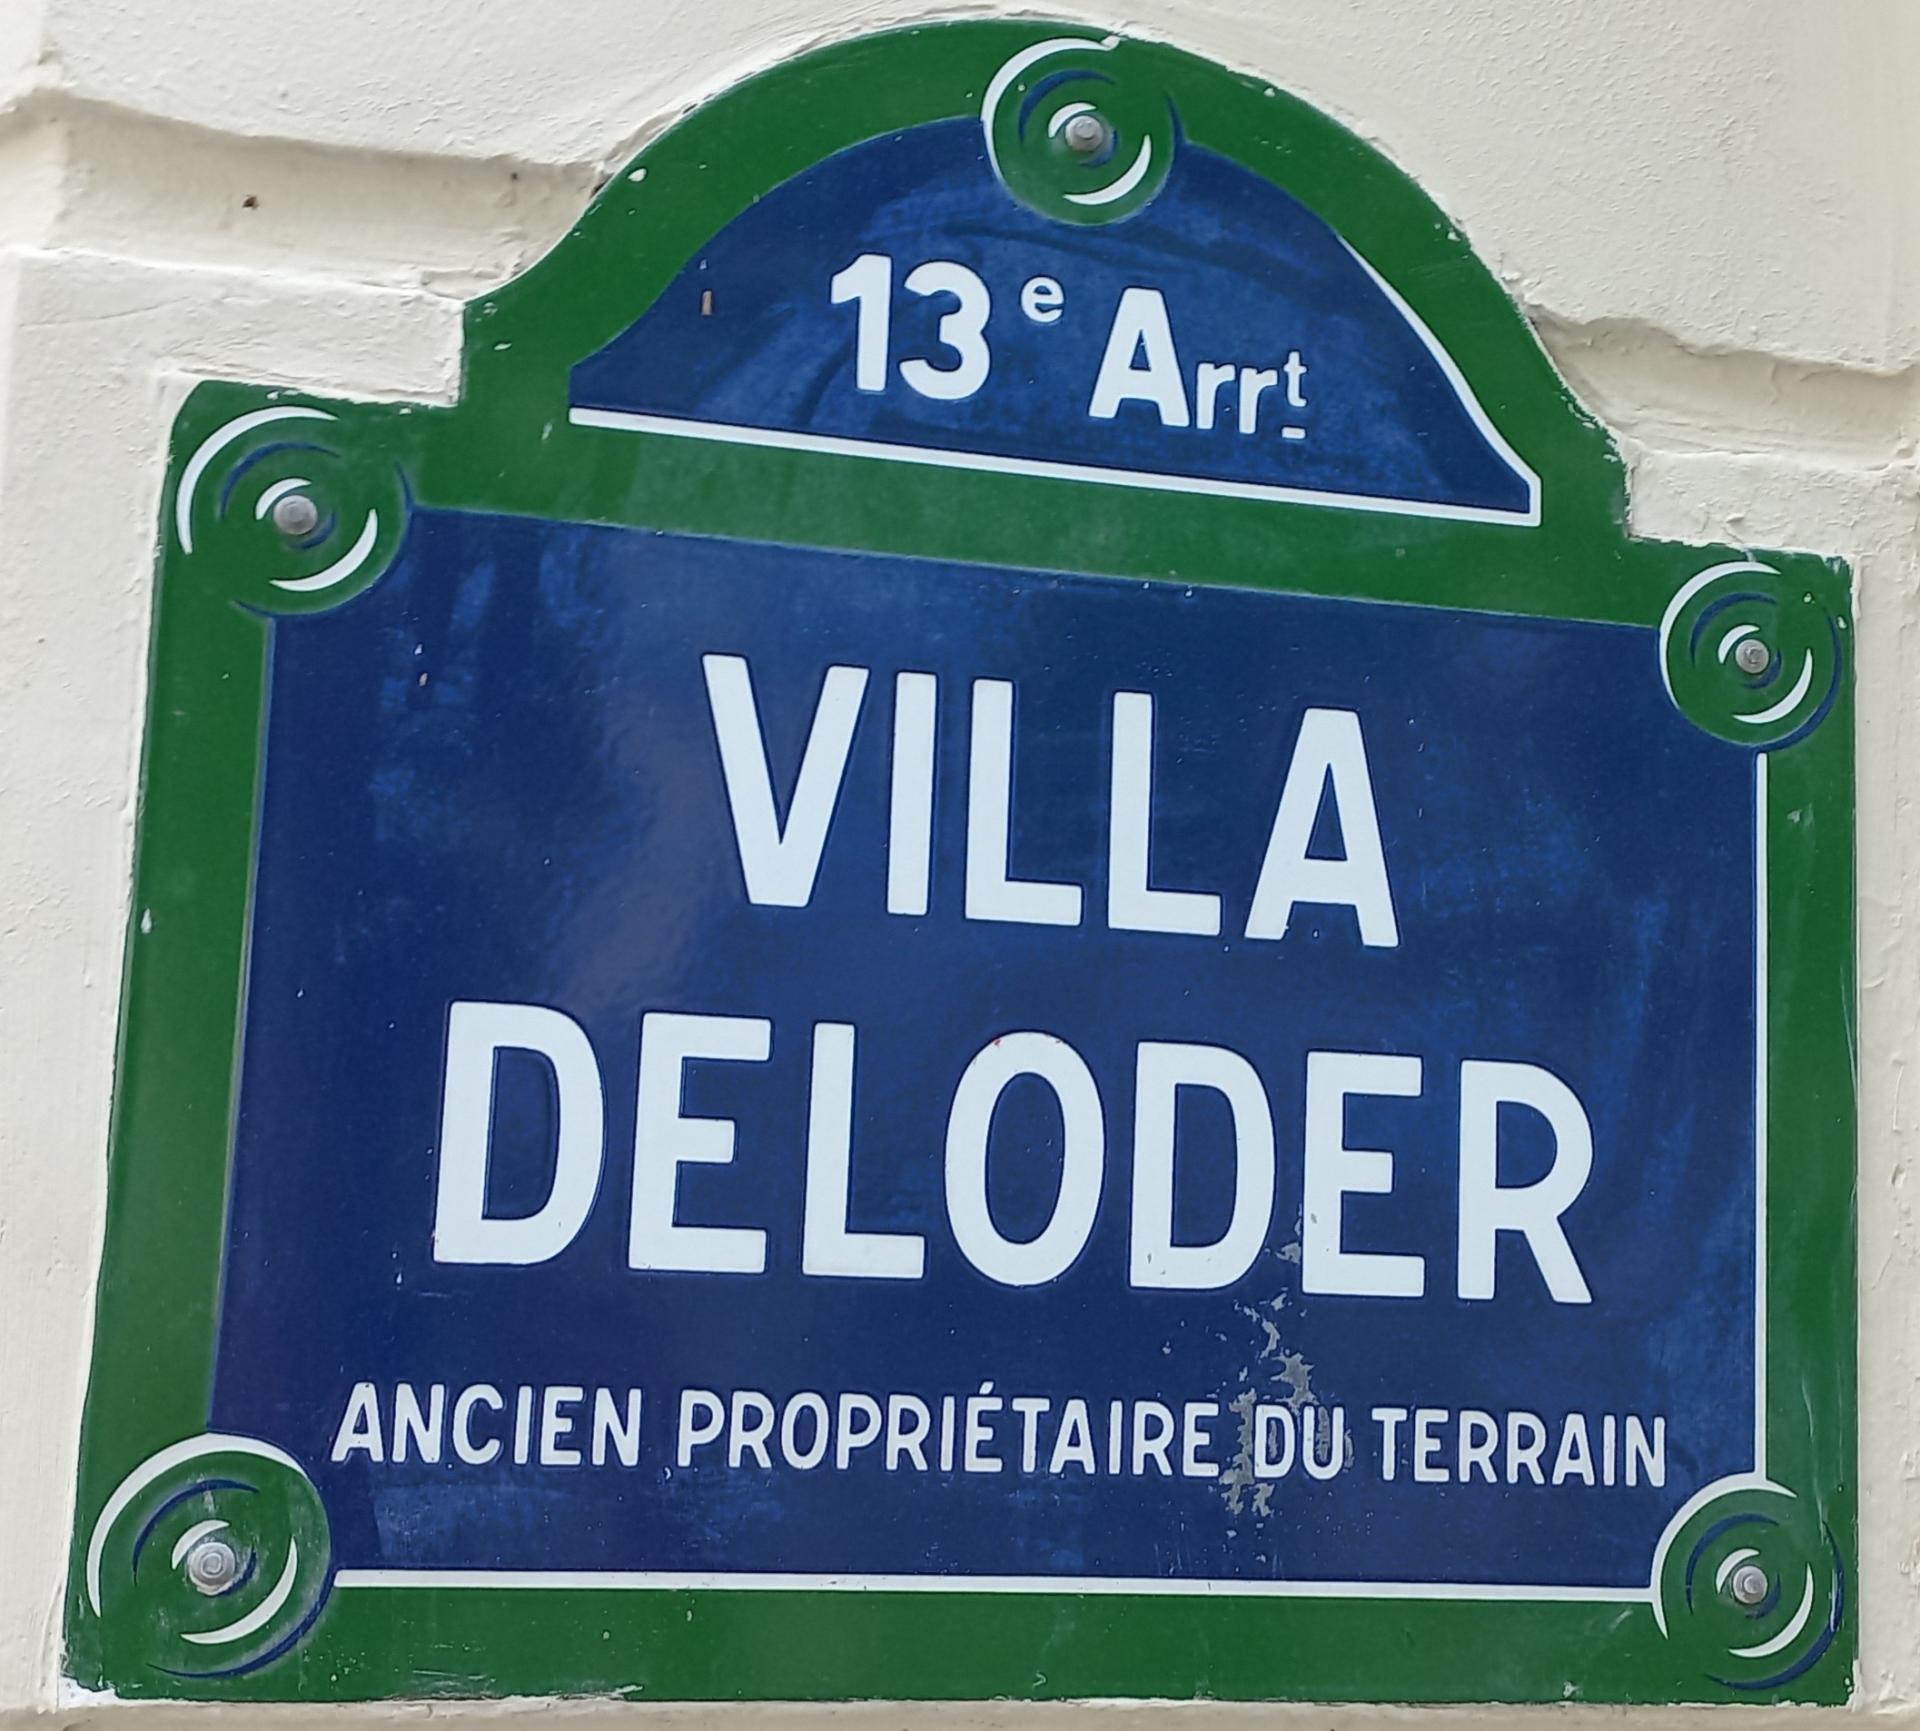 13e Arrt
VILLA
DELODER
ANCIEN PROPRIÉTAIRE DU TERRAIN